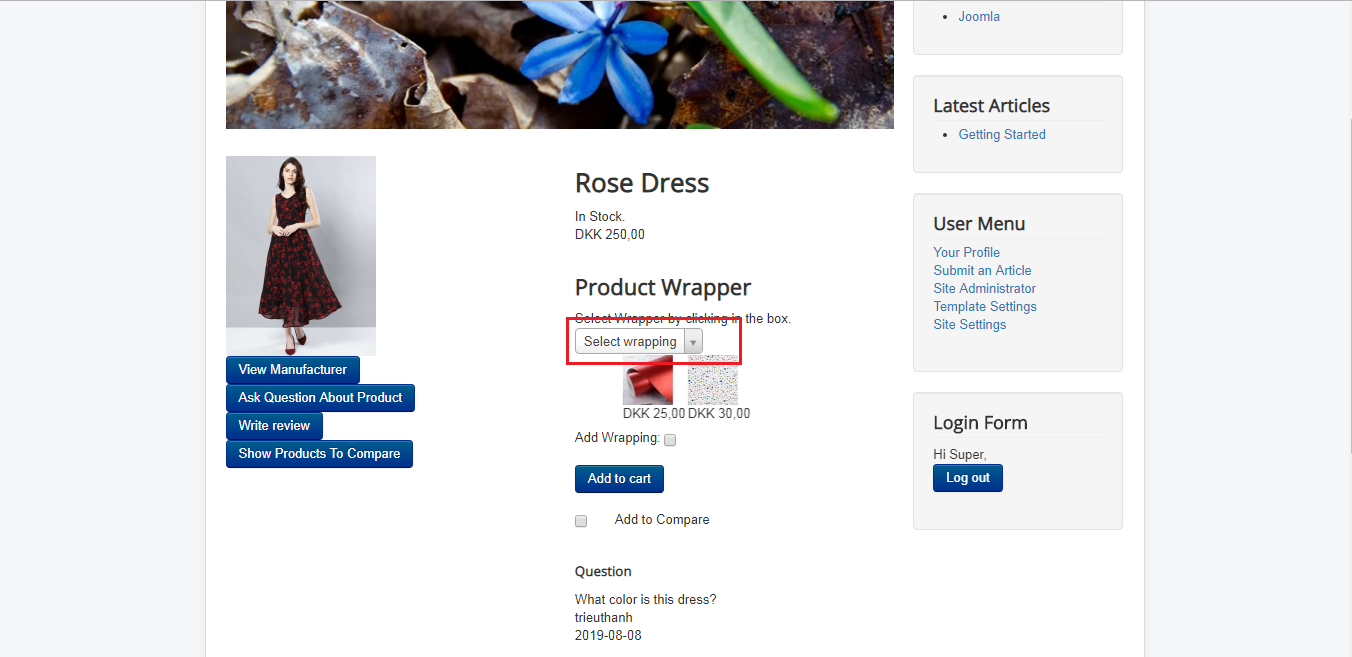 Rose Dress
In Stock.
DKK 250,00
Product Wrapper
Select Wrapper by clicking in the box.
Select wrapping
DKK 25,00 DKK 30,00
Add Wrapping:
Add to cart
Add to Compare
Question
What color is this dress?
trieuthanh
2019-08-08
View Manufacturer
Ask Question About Product
Write review
Show Products To Compare
Joomla
Latest Articles
Getting Started
User Menu
Your Profile
Submit an Article
Site Administrator
Template Settings
Site Settings
Login Form
Hi Super,
Log out